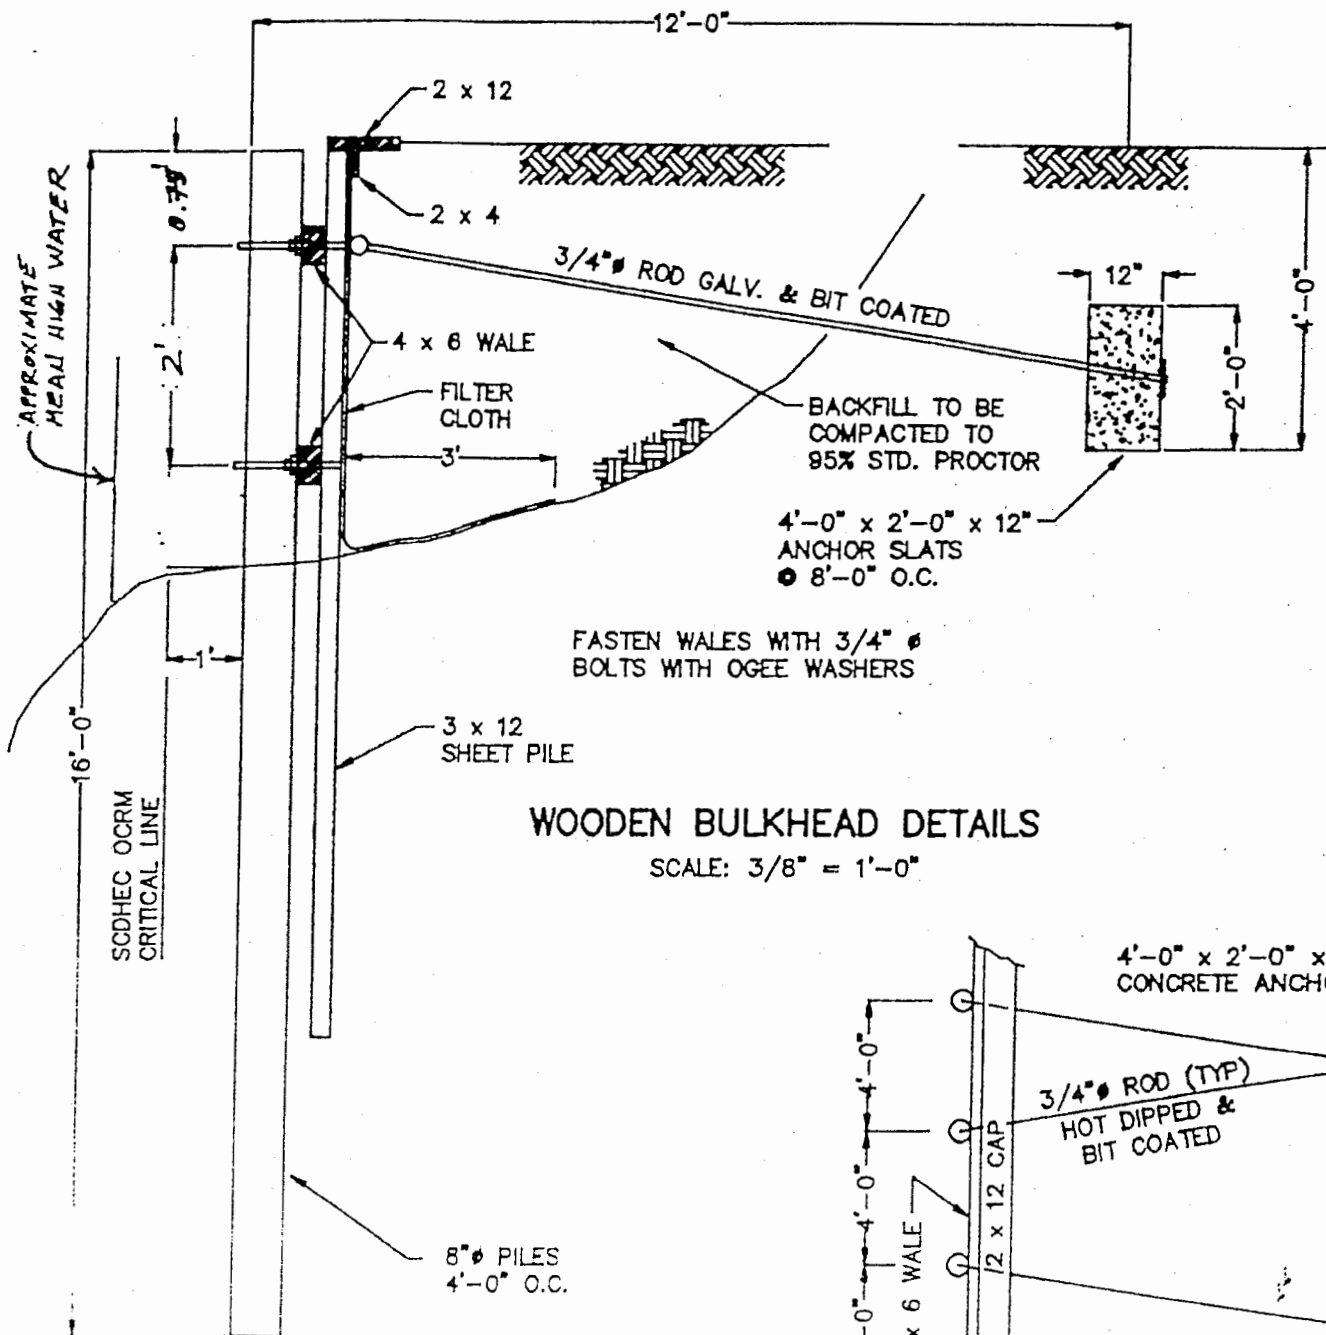 12'-0"
2 x 12
2 x 4
0.75'
APPROXIMATE
MEAN HIGH WATER
3/4"ø ROD GALV. & BIT COATED
12"
4'-0"
2'-0"
2'
4 x 6 WALE
FILTER
CLOTH
3'
BACKFILL TO BE
COMPACTED TO
95% STD. PROCTOR
4'-0" x 2'-0" x 12"
ANCHOR SLATS
@ 8'-0" O.C.
FASTEN WALES WITH 3/4" ø
BOLTS WITH OGEE WASHERS
1'
16'-0"
3 x 12
SHEET PILE
SCDHEC OCRM
CRITICAL LINE
WOODEN BULKHEAD DETAILS
SCALE: 3/8" = 1'-0"
4'-0" x 2'-0" x
CONCRETE ANCHO
4'-0"
3/4"ø ROD (TYP)
HOT DIPPED &
BIT COATED
4'-0"
2 x 12 CAP
x 6 WALE
-0"
8"ø PILES
4'-0" O.C.